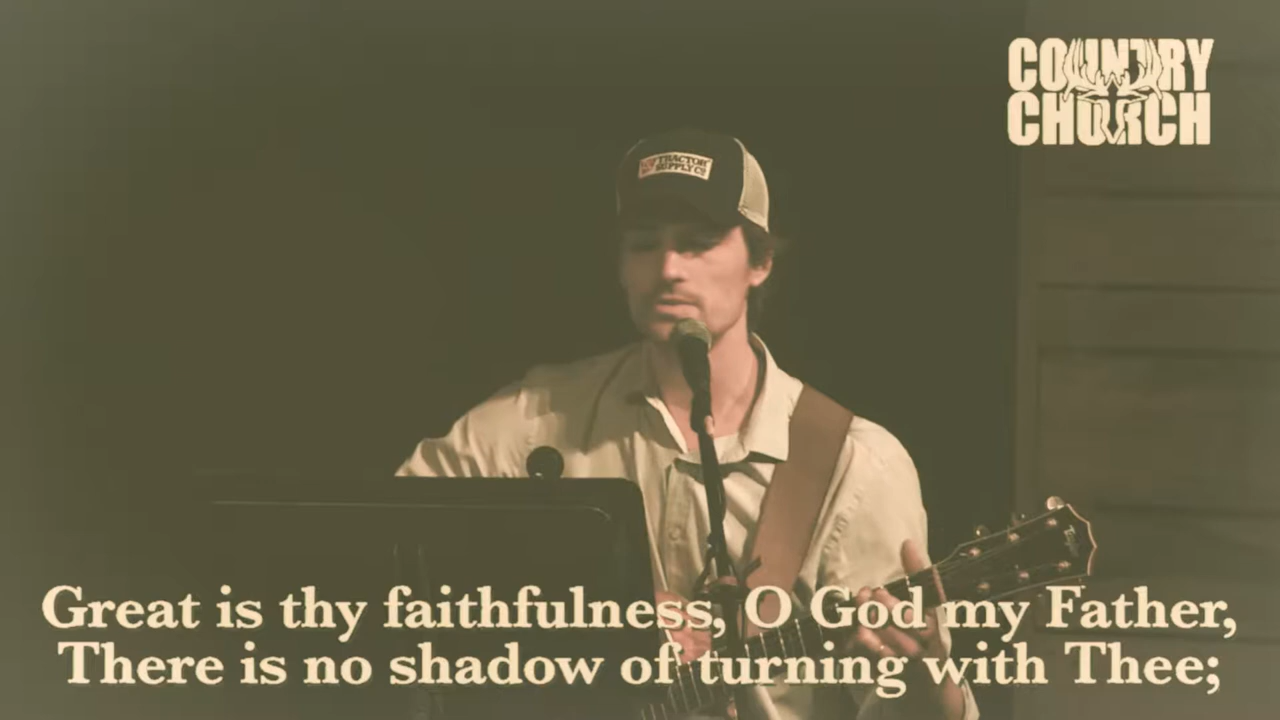 COUNTRY
CHURCH
TRACTOR
SUPPLY CO
Great is thy faithfulness, O God my Father,
There is no shadow of turning with Thee;